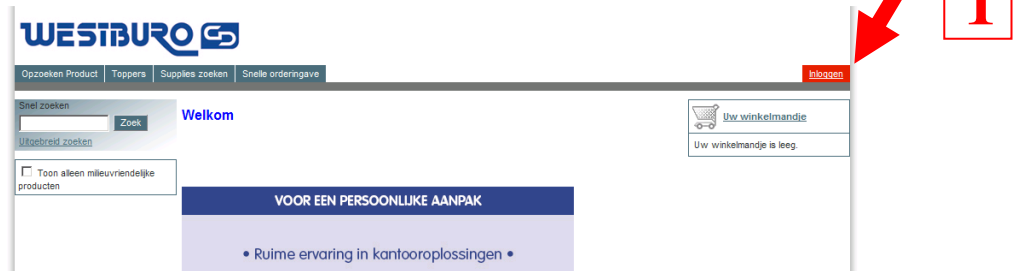 1
WESTBURO
Opzoeken Product Toppers Supplies zoeken Snelle orderingave Inloggen
Snel zoeken
Zoek
Uitgebreid zoeken
Toon alleen milieuvriendelijke
producten
Welkom
Uw winkelmandje
Uw winkelmandje is leeg.
VOOR EEN PERSOONLIJKE AANPAK
• Ruime ervaring in kantooroplossingen •